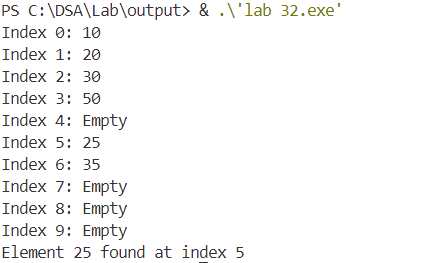 PS C:\DSA\Lab\output> & .\'lab 32.exe'
Index 0: 10
Index 1: 20
Index 2: 30
Index 3: 50
Index 4: Empty
Index 5: 25
Index 6: 35
Index 7: Empty
Index 8: Empty
Index 9: Empty
Element 25 found at index 5